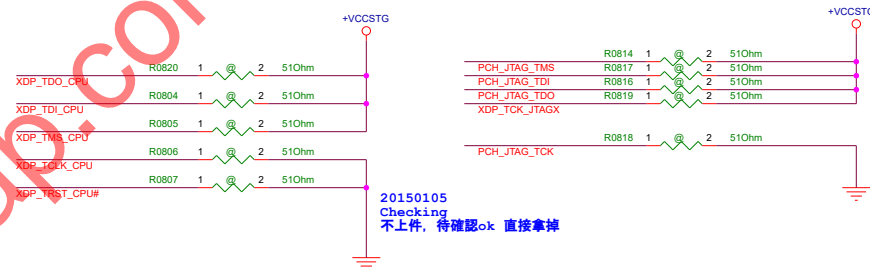 +VCCSTG
R0820 1 @ 2 51Ohm
XDP_TDO_CPU
R0804 1 @ 2 51Ohm
XDP_TDI_CPU
R0805 1 @ 2 51Ohm
XDP_TMS_CPU
R0806 1 @ 2 51Ohm
XDP_TCLK_CPU
R0807 1 @ 2 51Ohm
XDP_TRST_CPU#
20150105
Checking
不上件, 待確認ok 直接拿掉
+VCCSTG
R0814 1 @ 2 51Ohm
PCH_JTAG_TMS
R0817 1 @ 2 51Ohm
PCH_JTAG_TDI
R0816 1 @ 2 51Ohm
PCH_JTAG_TDO
R0819 1 @ 2 51Ohm
XDP_TCK_JTAGX
R0818 1 @ 2 51Ohm
PCH_JTAG_TCK